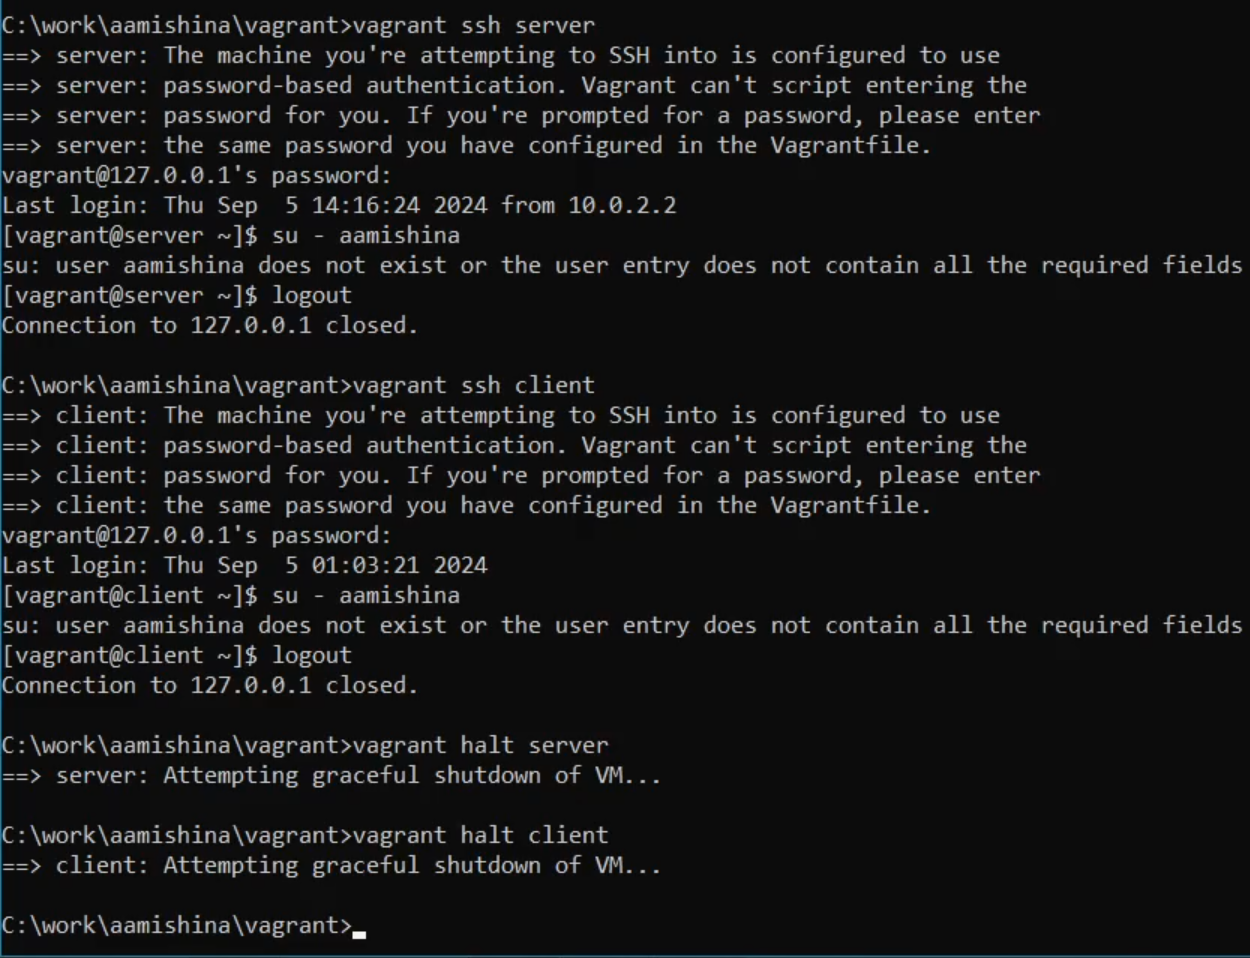 C:\work\aamishina\vagrant>vagrant ssh server
==> server: The machine you're attempting to SSH into is configured to use
==> server: password-based authentication. Vagrant can't script entering the
==> server: password for you. If you're prompted for a password, please enter
==> server: the same password you have configured in the Vagrantfile.
vagrant@127.0.0.1's password:
Last login: Thu Sep  5 14:16:24 2024 from 10.0.2.2
[vagrant@server ~]$ su - aamishina
su: user aamishina does not exist or the user entry does not contain all the required fields
[vagrant@server ~]$ logout
Connection to 127.0.0.1 closed.
C:\work\aamishina\vagrant>vagrant ssh client
==> client: The machine you're attempting to SSH into is configured to use
==> client: password-based authentication. Vagrant can't script entering the
==> client: password for you. If you're prompted for a password, please enter
==> client: the same password you have configured in the Vagrantfile.
vagrant@127.0.0.1's password:
Last login: Thu Sep  5 01:03:21 2024
[vagrant@client ~]$ su - aamishina
su: user aamishina does not exist or the user entry does not contain all the required fields
[vagrant@client ~]$ logout
Connection to 127.0.0.1 closed.
C:\work\aamishina\vagrant>vagrant halt server
==> server: Attempting graceful shutdown of VM...
C:\work\aamishina\vagrant>vagrant halt client
==> client: Attempting graceful shutdown of VM...
C:\work\aamishina\vagrant>